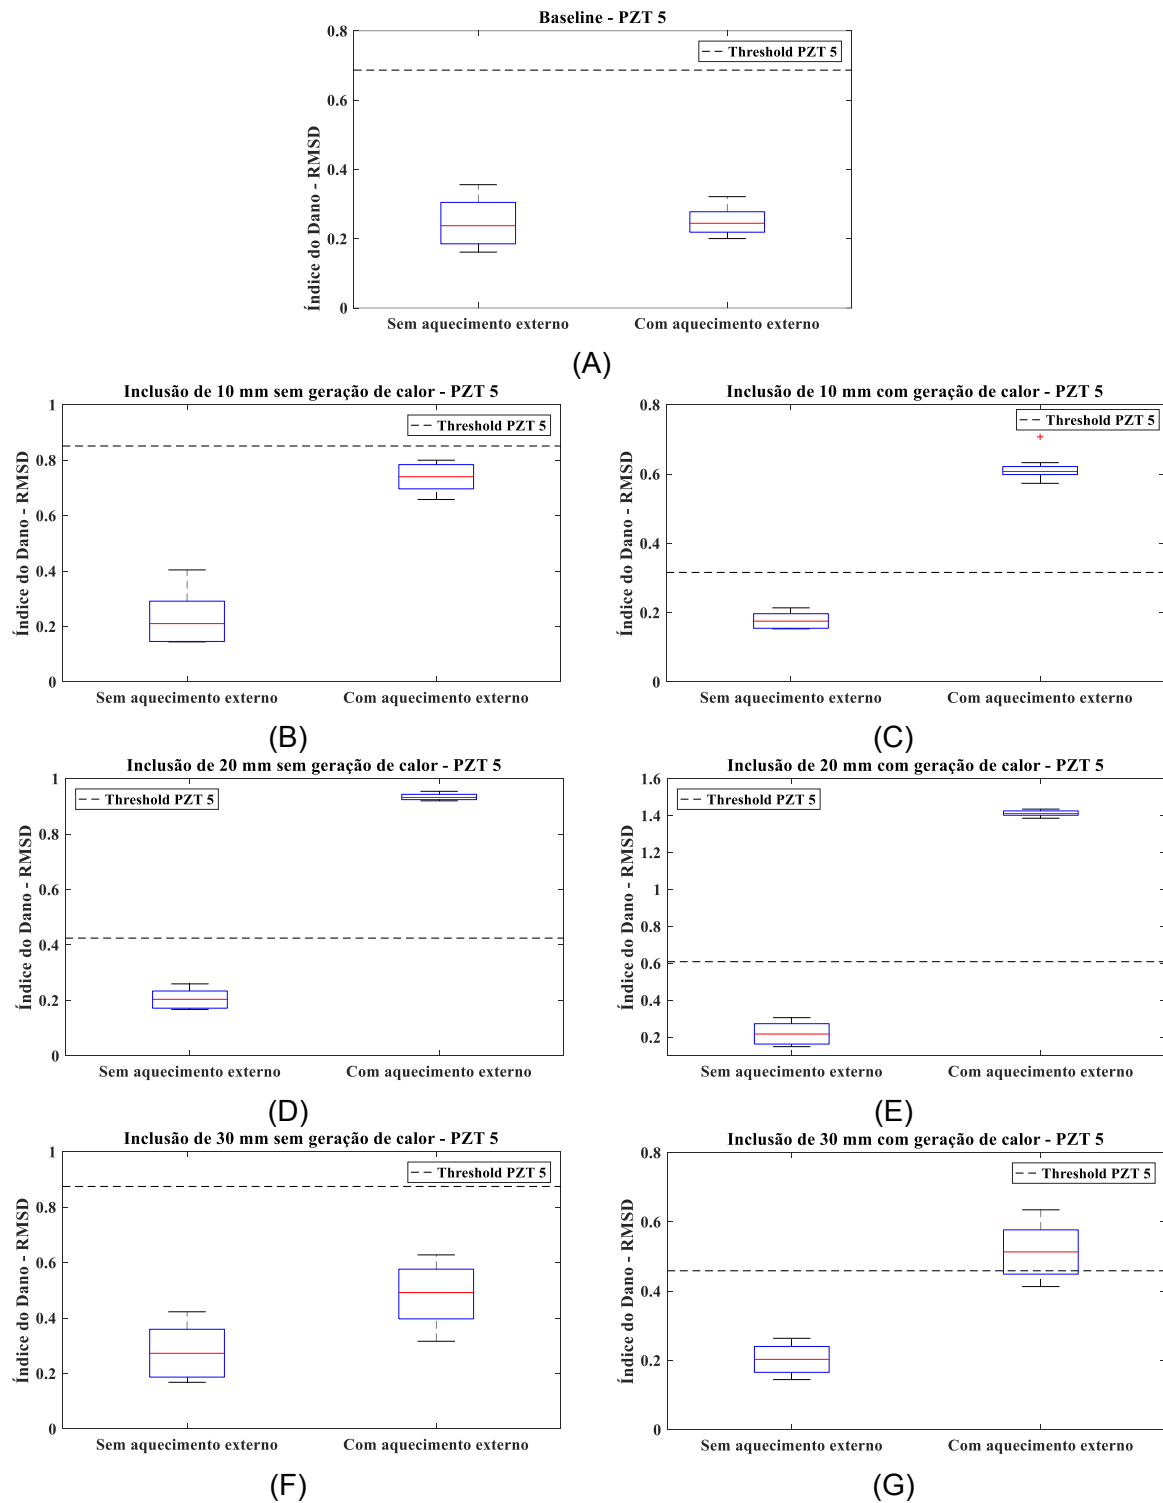 Baseline - PZT 5
0.8
Threshold PZT 5
0.6
0.4
0.2
0
Índice do Dano - RMSD
Sem aquecimento externo
Com aquecimento externo
(A)
Inclusão de 10 mm sem geração de calor - PZT 5
1
Threshold PZT 5
0.8
0.6
0.4
0.2
0
Índice do Dano - RMSD
Sem aquecimento externo
Com aquecimento externo
(B)
Inclusão de 10 mm com geração de calor - PZT 5
0.8
Threshold PZT 5
0.6
0.4
0.2
0
Índice do Dano - RMSD
Sem aquecimento externo
Com aquecimento externo
(C)
Inclusão de 20 mm sem geração de calor - PZT 5
1
Threshold PZT 5
0.8
0.6
0.4
0.2
0
Índice do Dano - RMSD
Sem aquecimento externo
Com aquecimento externo
(D)
Inclusão de 20 mm com geração de calor - PZT 5
1.6
Threshold PZT 5
1.4
1.2
1
0.8
0.6
0.4
0.2
Índice do Dano - RMSD
Sem aquecimento externo
Com aquecimento externo
(E)
Inclusão de 30 mm sem geração de calor - PZT 5
1
Threshold PZT 5
0.8
0.6
0.4
0.2
0
Índice do Dano - RMSD
Sem aquecimento externo
Com aquecimento externo
(F)
Inclusão de 30 mm com geração de calor - PZT 5
0.8
Threshold PZT 5
0.6
0.4
0.2
0
Índice do Dano - RMSD
Sem aquecimento externo
Com aquecimento externo
(G)